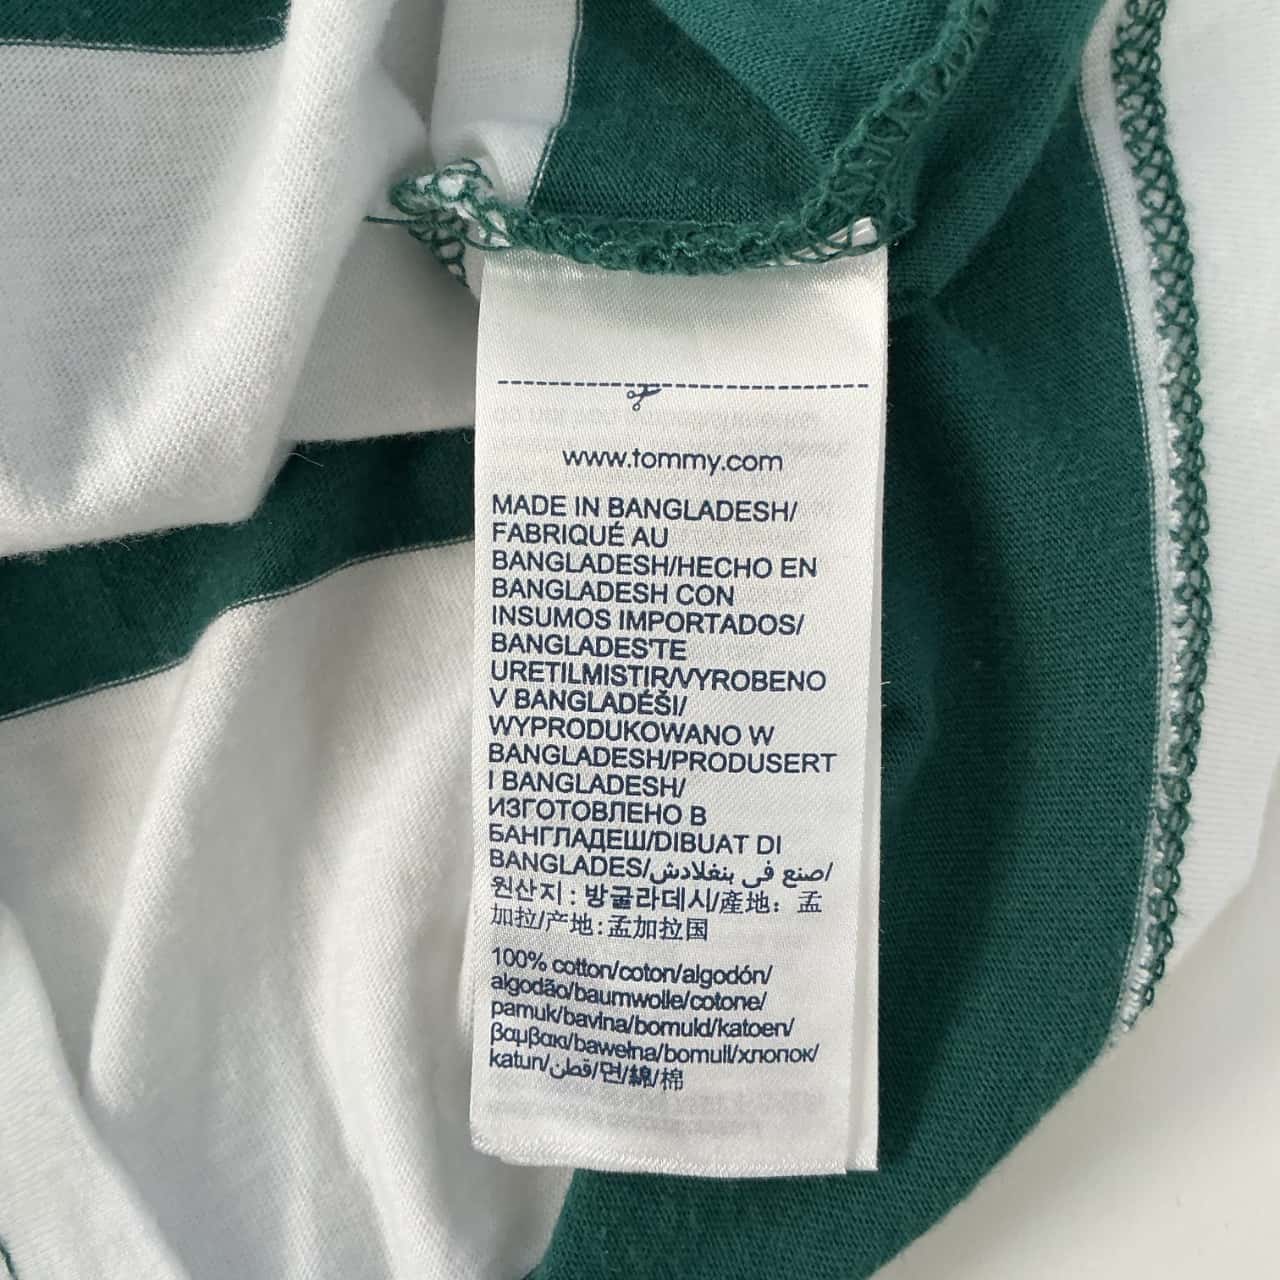 www.tommy.com
MADE IN BANGLADESH/
FABRIQUÉ AU
BANGLADESH/HECHO EN
BANGLADESH CON
INSUMOS IMPORTADOS/
BANGLADES'TE
URETILMISTIR/VYROBENO
V BANGLADÉŠI/
WYPRODUKOWANO W
BANGLADESH/PRODUSERT
I BANGLADESH/
ИЗГОТОВЛЕНО В
БАНГЛАДЕШ/DIBUAT DI
BANGLADES/صنع في بنغلادش/
원산지 : 방글라데시/產地：孟
加拉/产地 : 孟加拉国
100% cotton/coton/algodón/
algodão/baumwolle/cotone/
pamuk/bavlna/bomuld/katoen/
βαμβακι/bawełna/bomull/хлопок/
katun/قطن/면/綿/棉